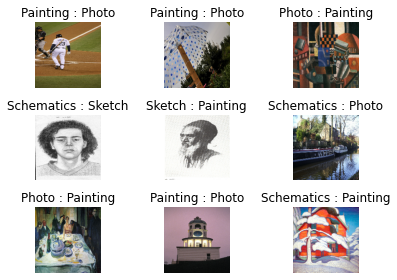 Painting : Photo
Painting : Photo
Photo : Painting
Schematics : Sketch
Sketch : Painting
Schematics : Photo
Photo : Painting
Painting : Photo
Schematics : Painting